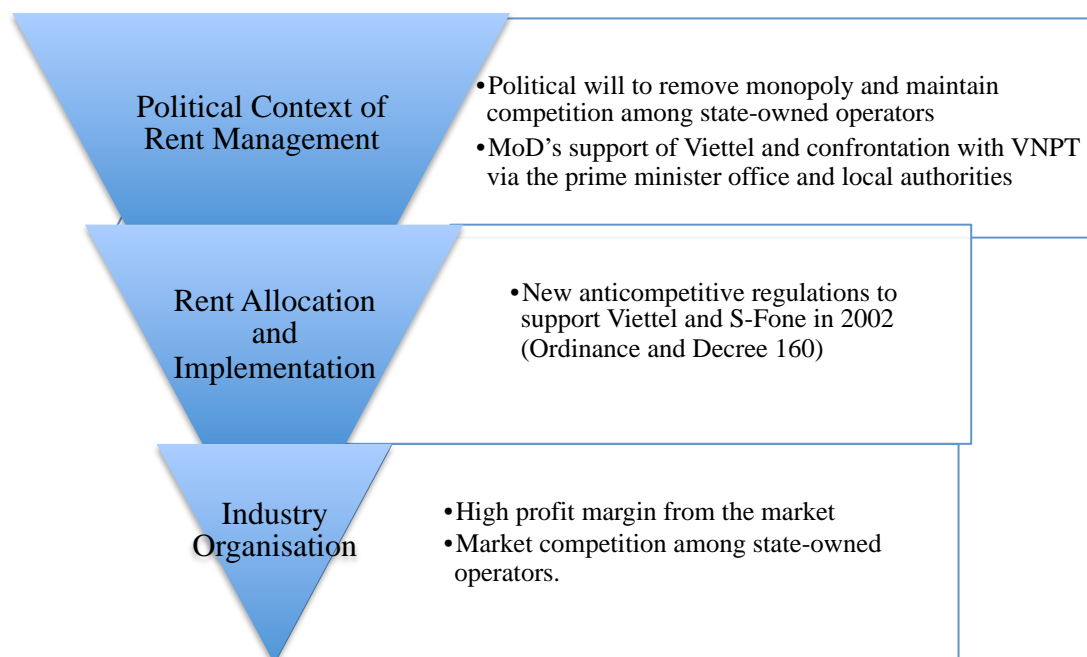 Political Context of
Rent Management
•Political will to remove monopoly and maintain
competition among state-owned operators
•MoD’s support of Viettel and confrontation with VNPT
via the prime minister office and local authorities
Rent Allocation
and
Implementation
•New anticompetitive regulations to
support Viettel and S-Fone in 2002
(Ordinance and Decree 160)
Industry
Organisation
•High profit margin from the market
•Market competition among state-owned
operators.